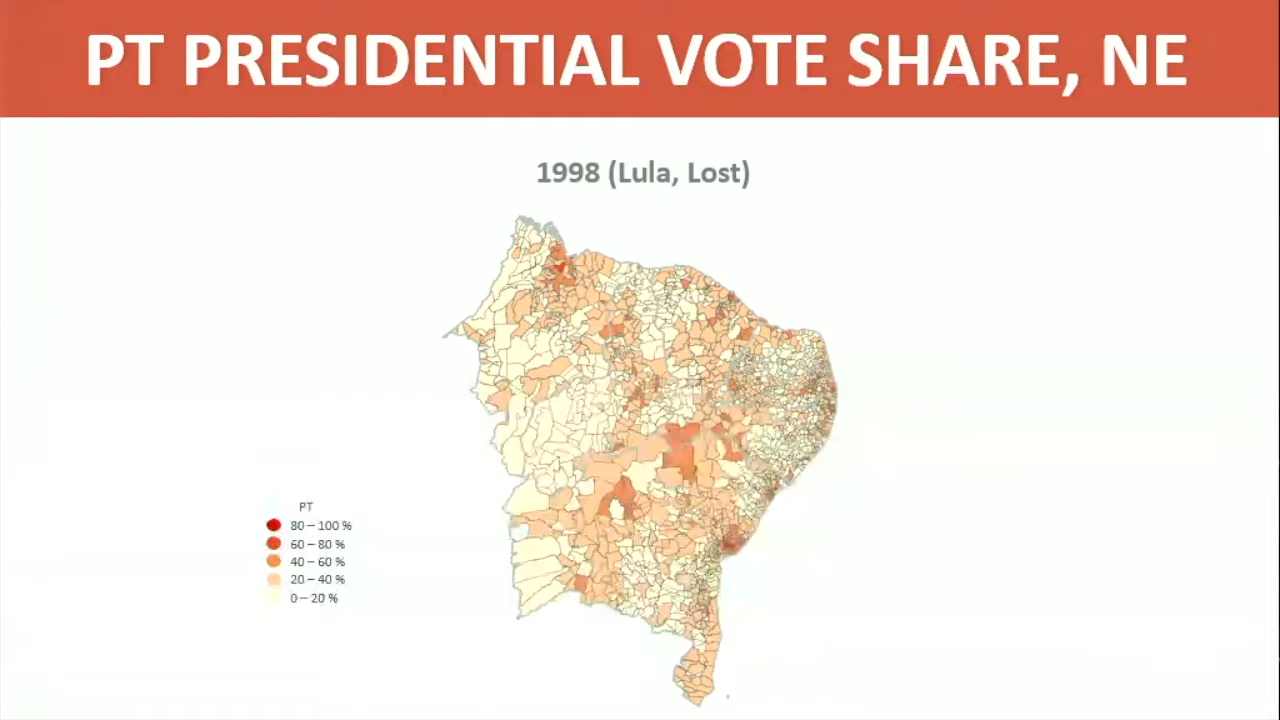 PT PRESIDENTIAL VOTE SHARE, NE
1998 (Lula, Lost)
PT
80 – 100 %
60 – 80 %
40 – 60 %
20 – 40 %
0 – 20 %